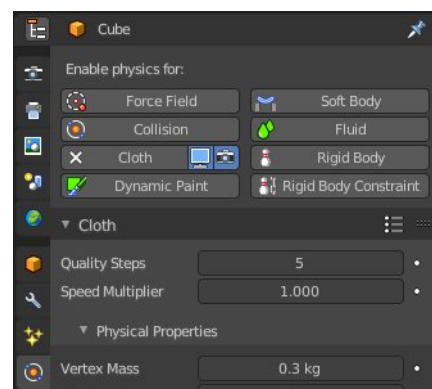 Cube
Enable physics for:
Force Field Soft Body
Collision Fluid
Cloth Rigid Body
Dynamic Paint Rigid Body Constraint
Cloth
Quality Steps 5
Speed Multiplier 1.000
Physical Properties
Vertex Mass 0.3 kg